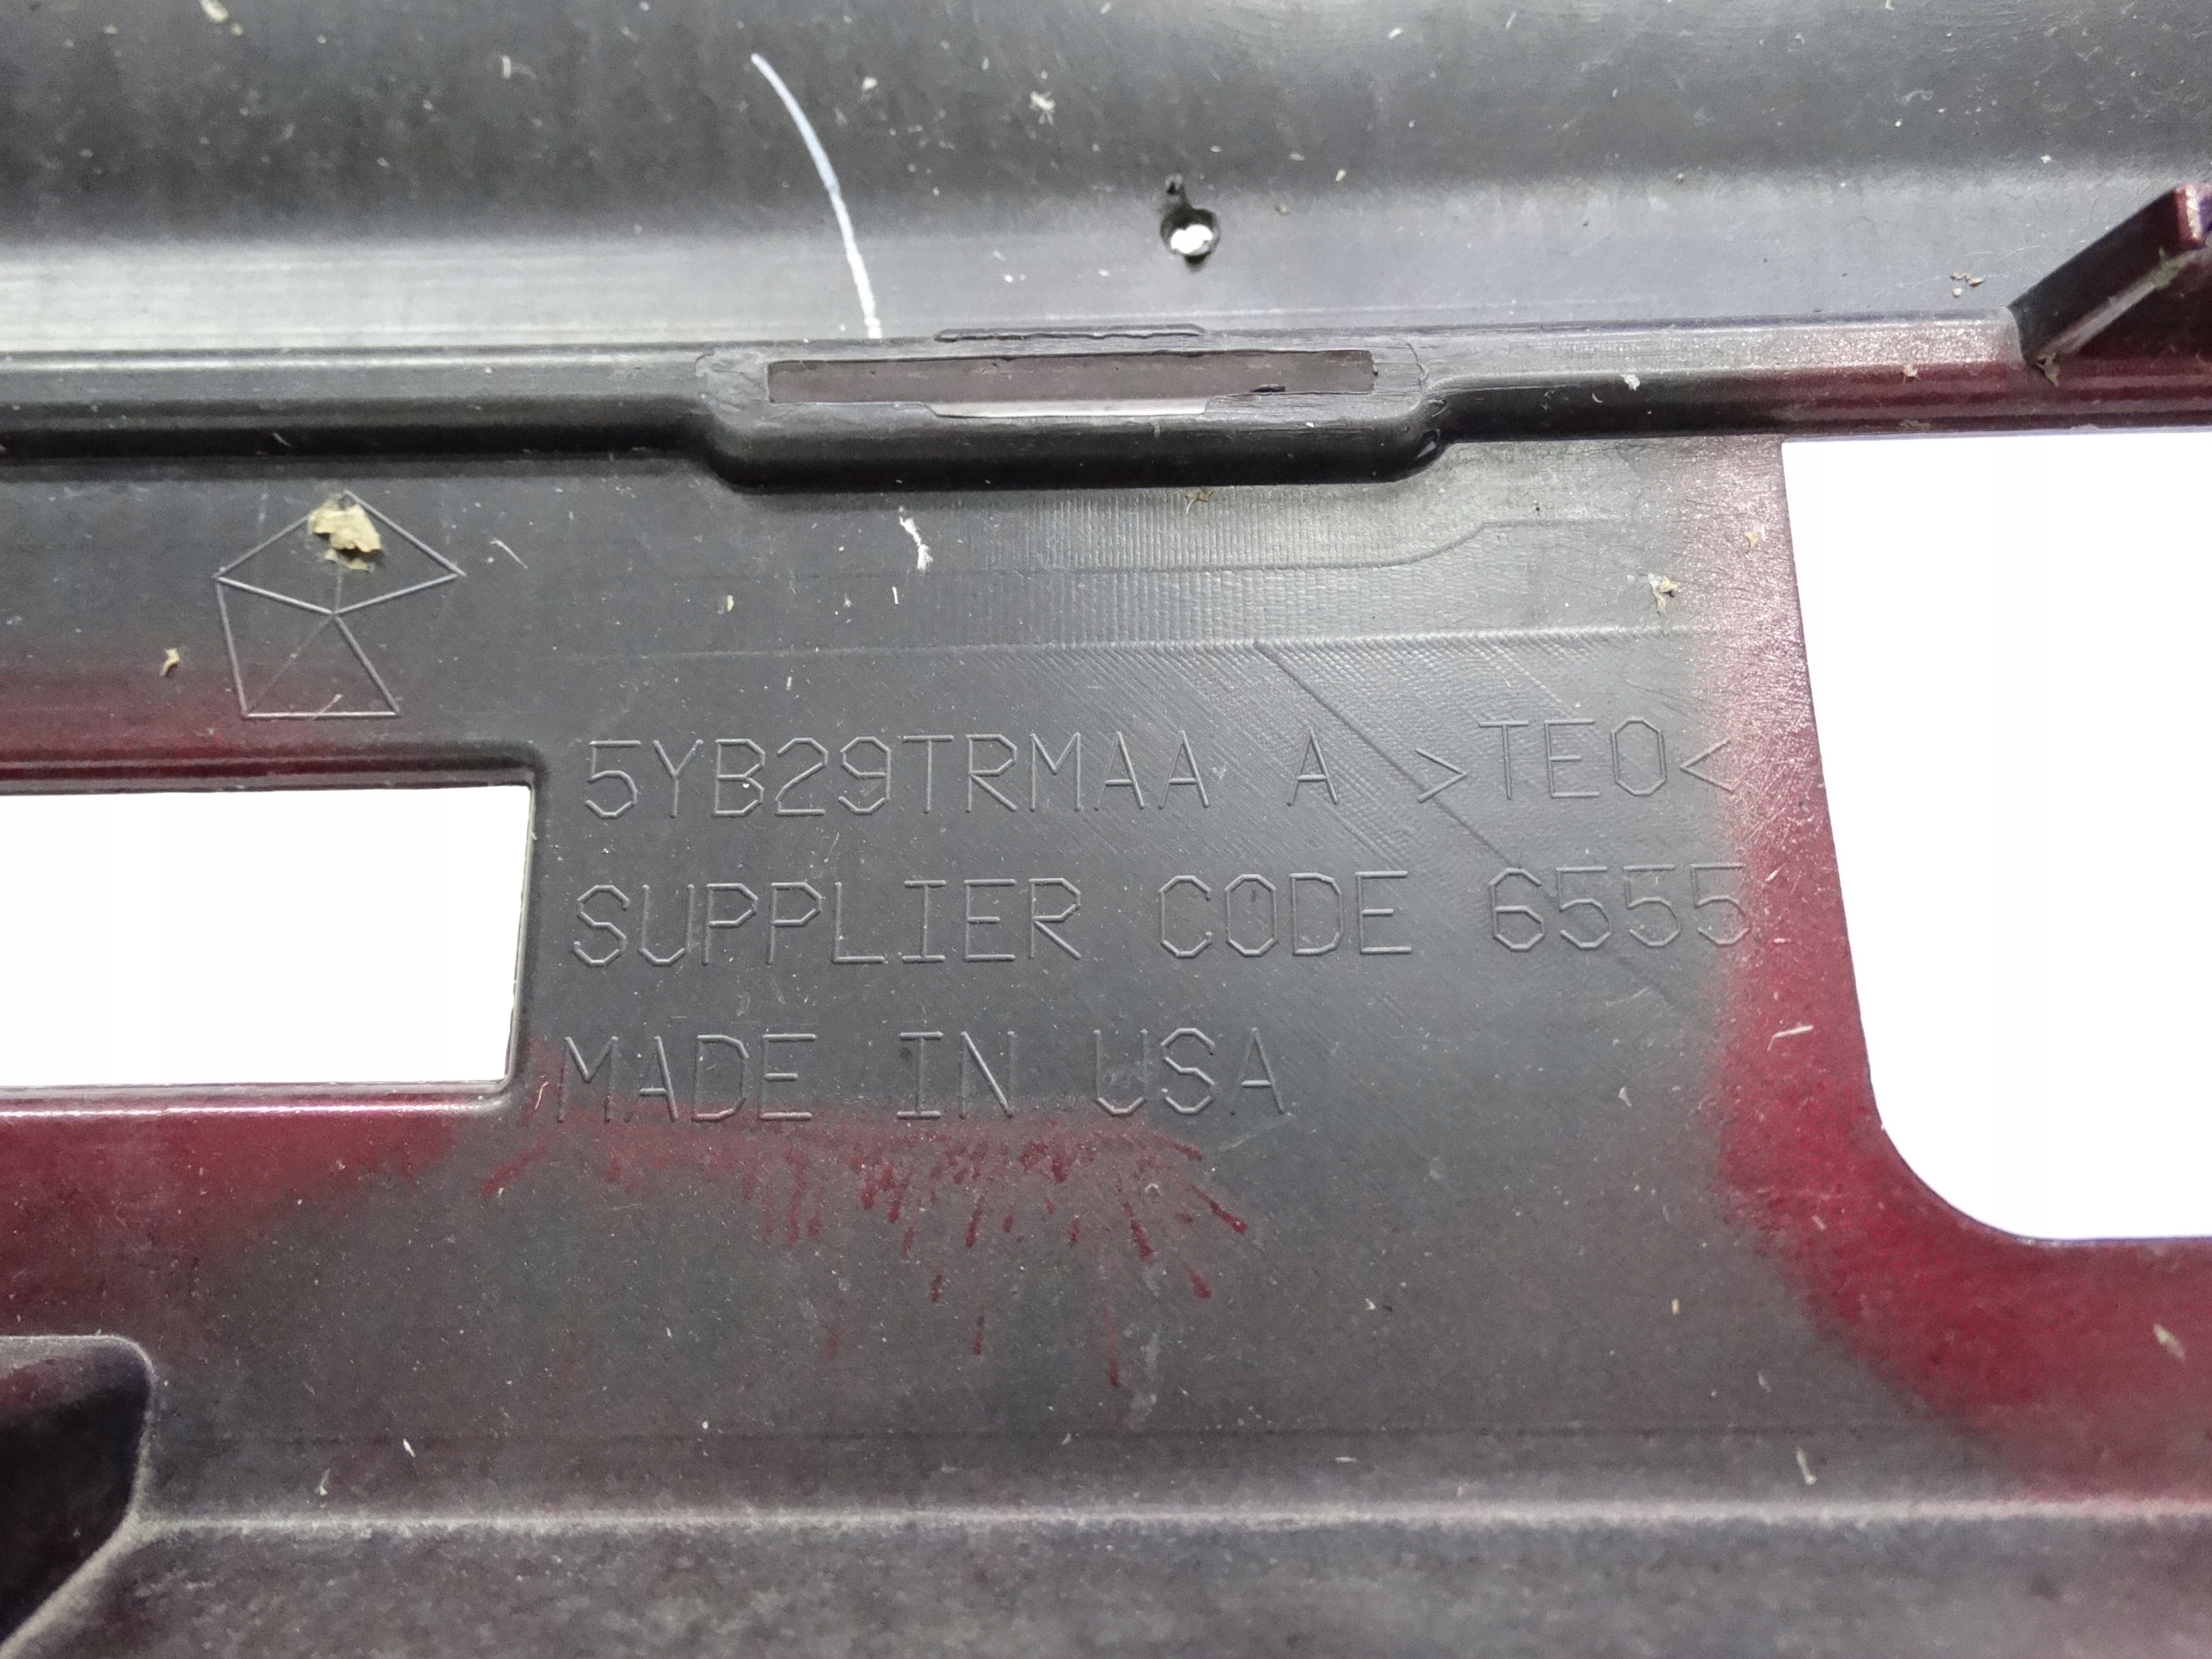 5YB29TRMAA A >TEO<
SUPPLIER CODE 6555
MADE IN USA